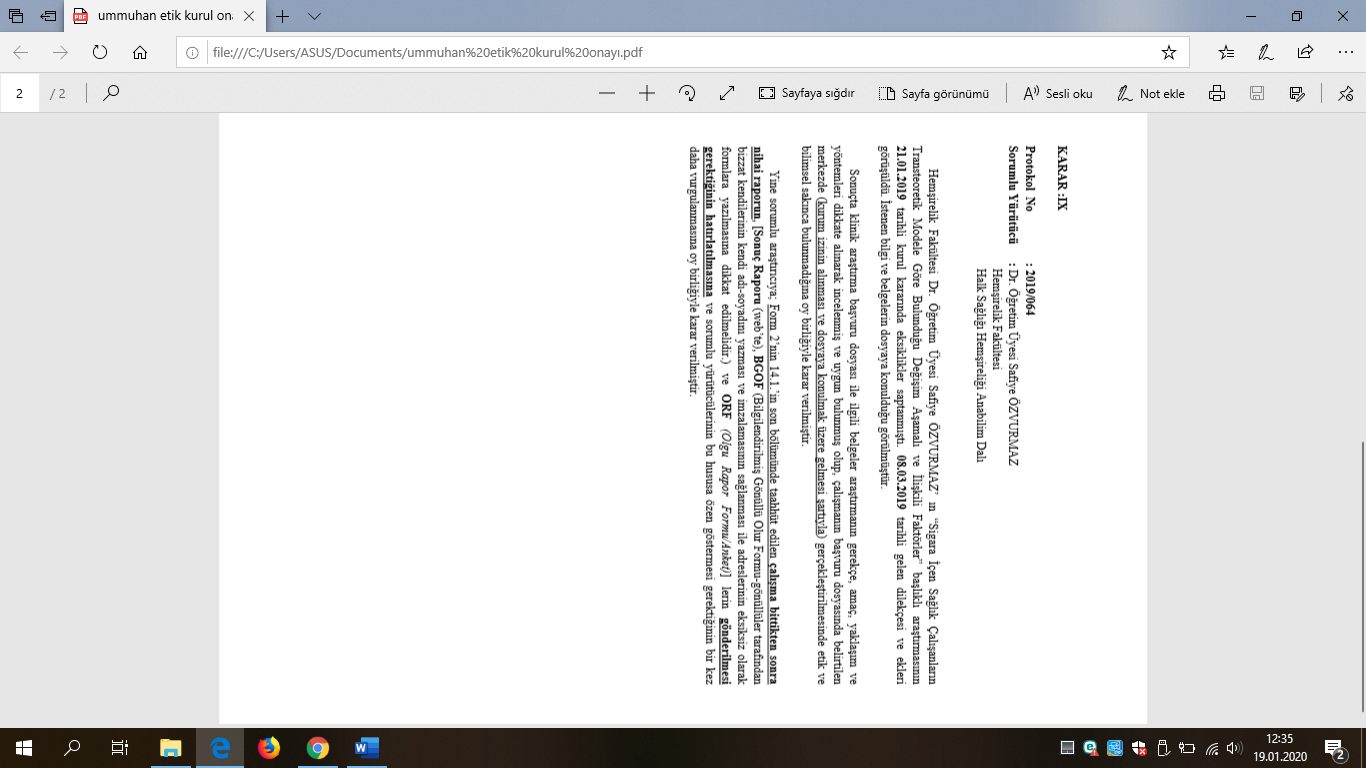 ummuhan etik kurul ona
file:///C:/Users/ASUS/Documents/ummuhan%20etik%20kurul%20onayı.pdf
2 / 2
Sayfaya sığdır
Sayfa görünümü
Sesli oku
Not ekle
KARAR :IX
Protokol No : 2019/064
Sorumlu Yürütücü : Dr. Öğretim Üyesi Safiye ÖZVURMAZ
Hemşirelik Fakültesi
Halk Sağlığı Hemşireliği Anabilim Dalı
Hemşirelik Fakültesi Dr. Öğretim Üyesi Safiye ÖZVURMAZ' ın "Sigara İçen Sağlık Çalışanların
Transteoretik Modele Göre Bulunduğu Değişim Aşamalı ve İlişkili Faktörler" başlıklı araştırmasının
21.01.2019 tarihli kurul kararında eksiklikler saptanmıştı. 08.03.2019 tarihli gelen dilekçesi ve ekleri
görüşüldü. İstenen bilgi ve belgelerin dosyaya konulduğu görülmüştür.
Sonuçta klinik araştırma başvuru dosyası ile ilgili belgeler araştırmanın gerekçe, amaç, yaklaşım ve
yöntemleri dikkate alınarak incelenmiş ve uygun bulunmuş olup, çalışmanın başvuru dosyasında belirtilen
merkezde (kurum izinin alınması ve dosyaya konulmak üzere gelmesi şartıyla) gerçekleştirilmesinde etik ve
bilimsel sakınca bulunmadığına oy birliğiyle karar verilmiştir.
Yine sorumlu araştırıcıya; Form 2'nin 14.1.'in son bölümünde taahhüt edilen çalışma bittikten sonra
nihai raporun, [Sonuç Raporu (web'te), BGOF (Bilgilendirilmiş Gönüllü Olur Formu-gönüllüler tarafından
bizzat kendilerinin kendi adı-soyadını yazması ve imzalamasının sağlanması ile adreslerinin eksiksiz olarak
formlara yazılmasına dikkat edilmelidir.) ve ORF (Olgu Rapor Formu/Anket)] lerin gönderilmesi
gerektiğinin hatırlatılmasına ve sorumlu yürütücülerinin bu hususa özen göstermesi gerektiğinin bir kez
daha vurgulanmasına oy birliğiyle karar verilmiştir.
12:35
19.01.2020
2